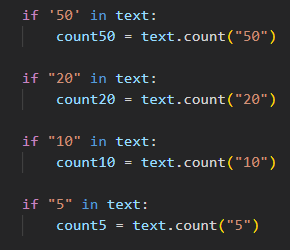 if '50' in text:
    count50 = text.count("50")
if "20" in text:
    count20 = text.count("20")
if "10" in text:
    count10 = text.count("10")
if "5" in text:
    count5 = text.count("5")